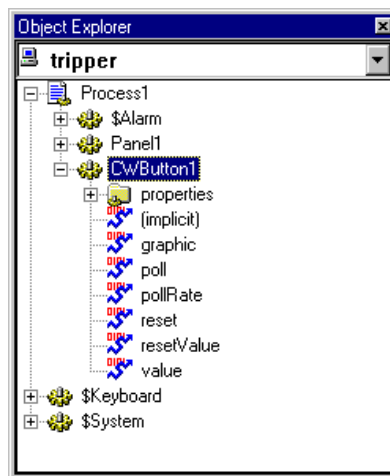 Object Explorer
tripper
Process1
$Alarm
Panel1
CWButton1
properties
(implicit)
graphic
poll
pollRate
reset
resetValue
value
$Keyboard
$System